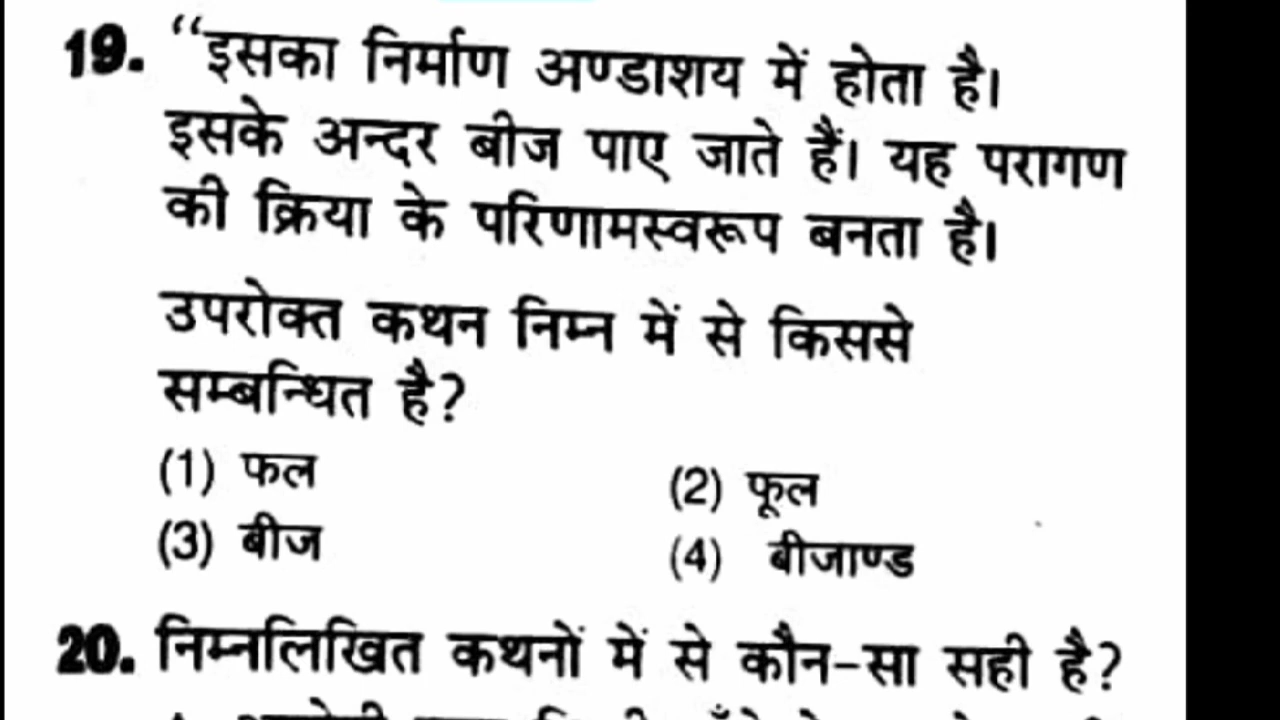 19. “इसका निर्माण अण्डाशय में होता है।
इसके अन्दर बीज पाए जाते हैं। यह परागण
की क्रिया के परिणामस्वरूप बनता है।
उपरोक्त कथन निम्न में से किससे
सम्बन्धित है?
(1) फल (2) फूल
(3) बीज (4) बीजाण्ड
20. निम्नलिखित कथनों में से कौन-सा सही है?